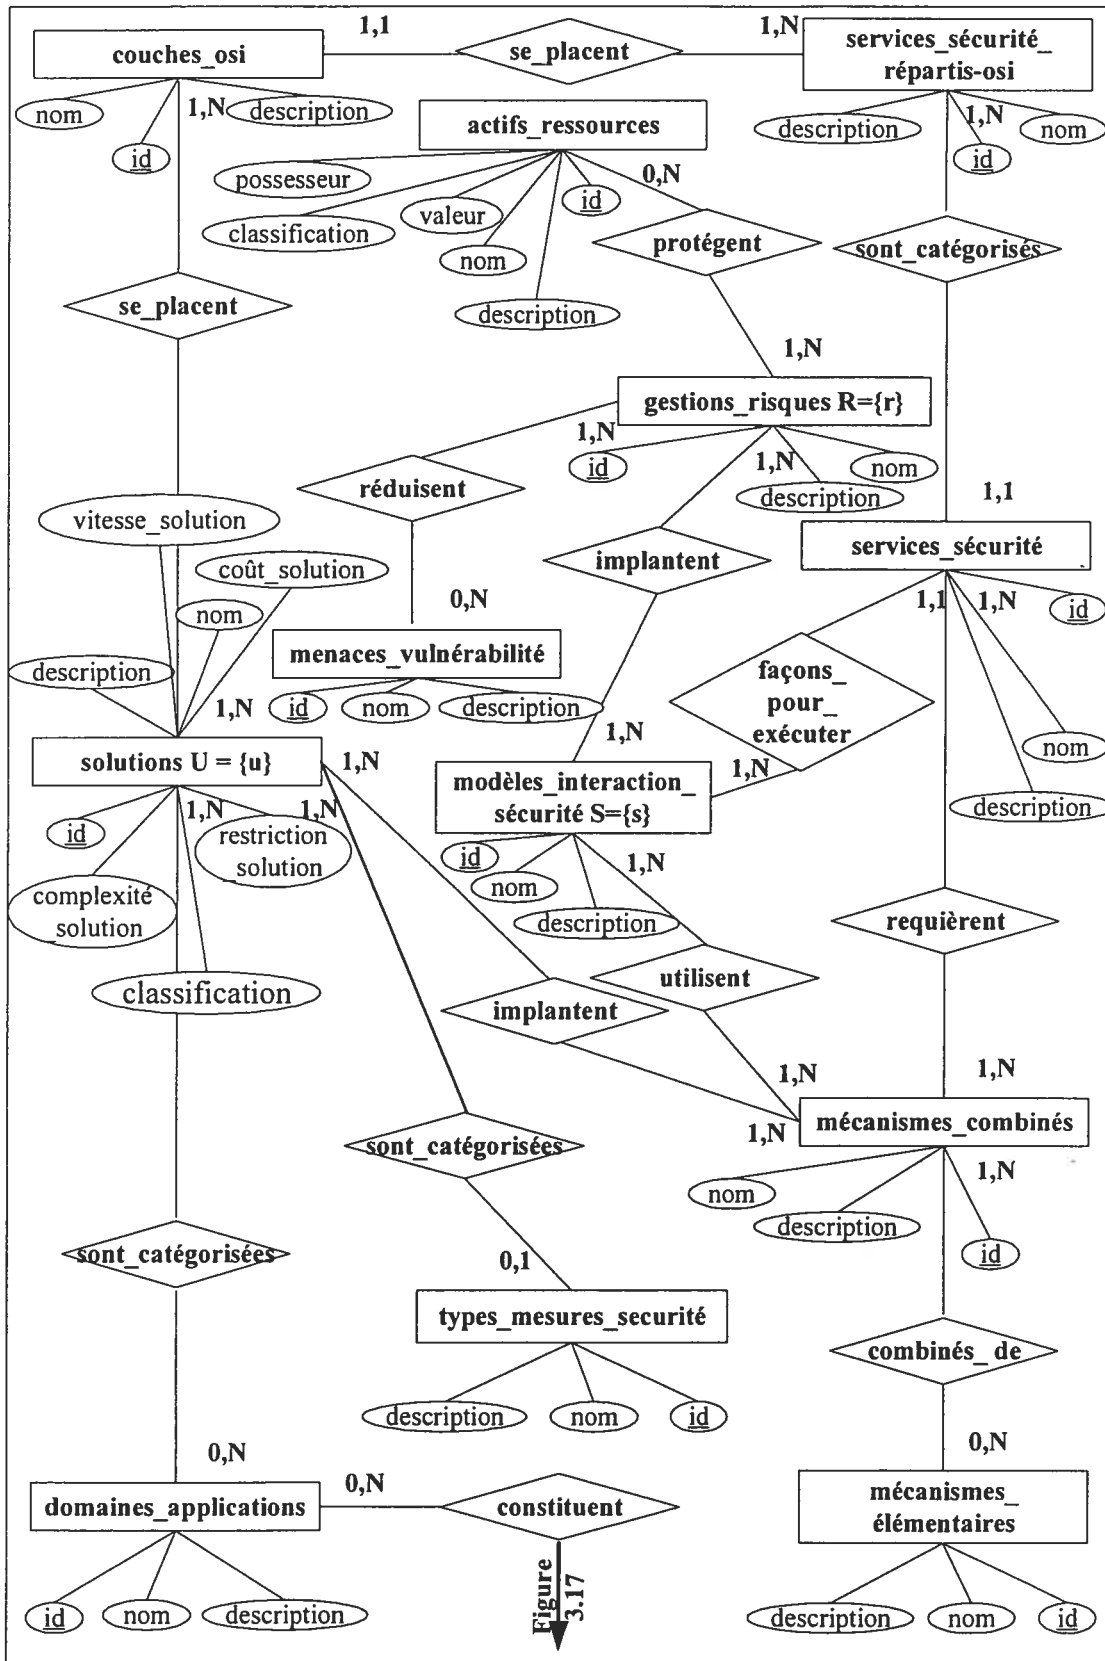 1,1
1,N
couches_osi
se_placent
services_sécurité_
répartis-osi
nom
1,N
description
id
actifs_ressources
description
1,N
nom
id
possesseur
id
0,N
classification
valeur
nom
protégent
sont_catégorisés
se_placent
description
1,N
gestions_risques R={r}
1,N
id
1,N
nom
description
réduisent
1,1
vitesse_solution
implantent
services_sécurité
coût_solution
nom
0,N
1,1
1,N
id
description
menaces_vulnérabilité
façons_
pour_
exécuter
id
nom
description
1,N
1,N
nom
solutions U = {u}
1,N
modèles_interaction_
sécurité S={s}
1,N
description
id
1,N
1,N
restriction
_solution
id
nom
1,N
description
complexité
_solution
requièrent
classification
utilisent
implantent
1,N
1,N
1,N
mécanismes_combinés
sont_catégorisées
nom
1,N
description
id
sont_catégorisées
0,1
types_mesures_securité
combinés_ de
description
nom
id
0,N
0,N
0,N
domaines_applications
constituent
mécanismes_
élémentaires
Figure
3.17
id
nom
description
description
nom
id